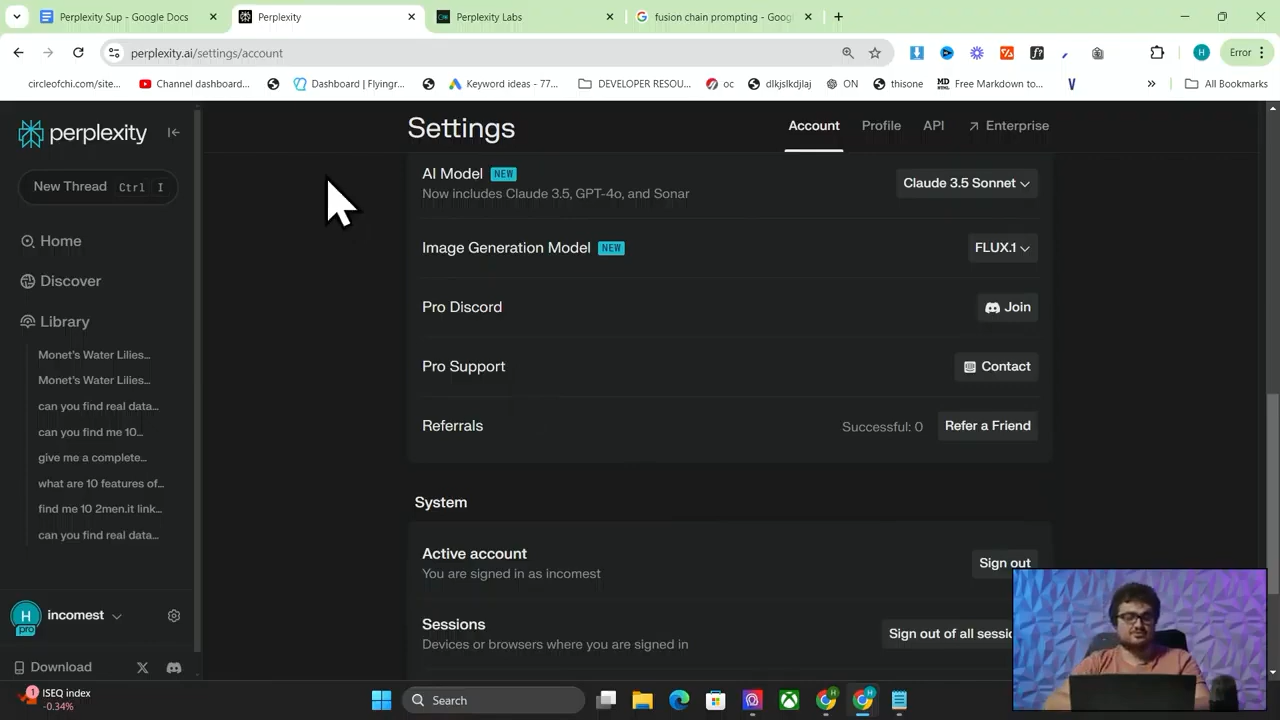 Perplexity Sup - Google Docs
Perplexity
Perplexity Labs
fusion chain prompting - Goog
perplexity.ai/settings/account
H
Error
circleofchi.com/site...
Channel dashboard...
Dashboard | Flyingr...
Keyword ideas - 77...
DEVELOPER RESOU...
oc
dlkjslkdjlaj
ON
thisone
MD
Free Markdown to...
V
»
All Bookmarks
perplexity
New Thread
Ctrl
I
Home
Discover
Library
Monet's Water Lilies...
Monet's Water Lilies...
can you find real data...
can you find me 10...
give me a complete...
what are 10 features of...
find me 10 2men.it link...
can you find real data...
H
pro
incomest
Download
Settings
Account
Profile
API
Enterprise
AI Model
NEW
Now includes Claude 3.5, GPT-4o, and Sonar
Claude 3.5 Sonnet
Image Generation Model
NEW
FLUX.1
Pro Discord
Join
Pro Support
Contact
Referrals
Successful: 0
Refer a Friend
System
Active account
You are signed in as incomest
Sign out
Sessions
Devices or browsers where you are signed in
Sign out of all sessi
1
ISEQ index
-0.34%
Search